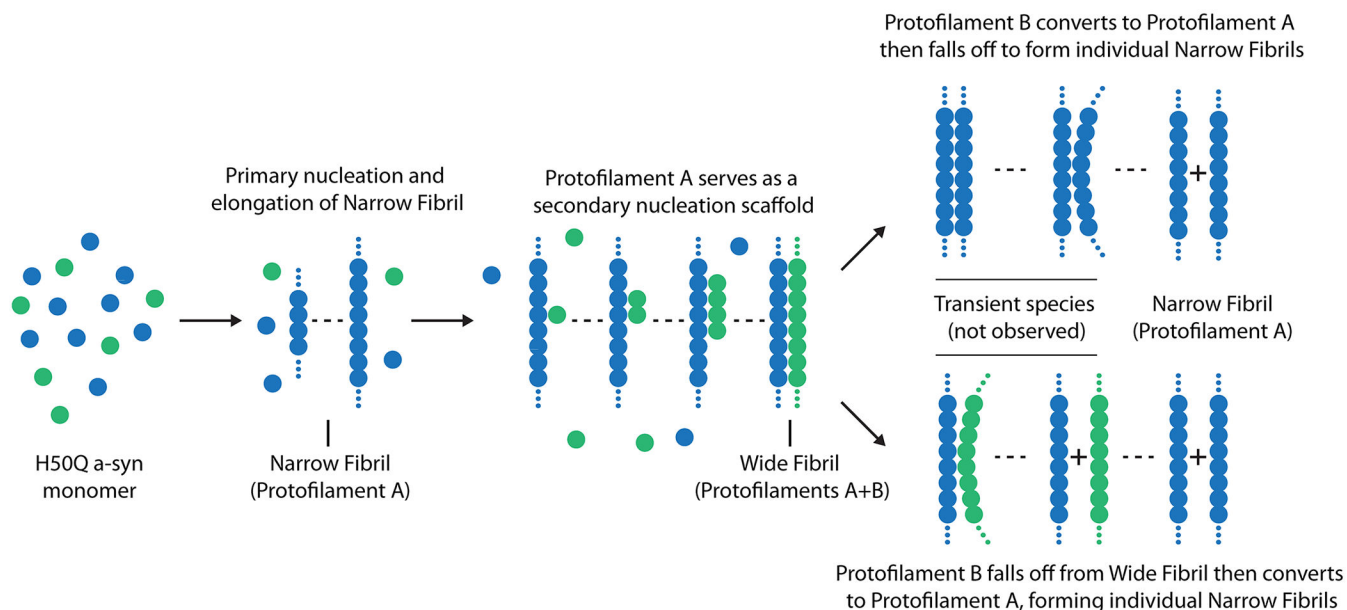 Protofilament B converts to Protofilament A
then falls off to form individual Narrow Fibrils
Primary nucleation and
elongation of Narrow Fibril
Protofilament A serves as a
secondary nucleation scaffold
Transient species
(not observed)
Narrow Fibril
(Protofilament A)
H50Q a-syn
monomer
Narrow Fibril
(Protofilament A)
Wide Fibril
(Protofilaments A+B)
Protofilament B falls off from Wide Fibril then converts
to Protofilament A, forming individual Narrow Fibrils